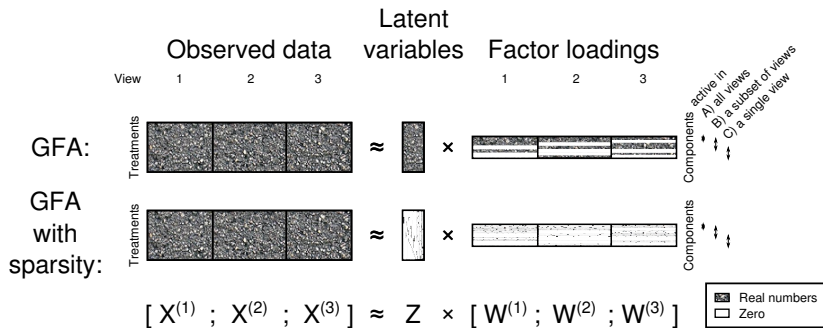 Observed data
Latent variables
Factor loadings
View 1 2 3 1 2 3
active in
A) all views
B) a subset of views
C) a single view
GFA:
Treatments
≈
×
Components
GFA with sparsity:
Treatments
≈
×
Components
[ X(1) ; X(2) ; X(3) ] ≈ Z × [ W(1) ; W(2) ; W(3) ]
Real numbers
Zero